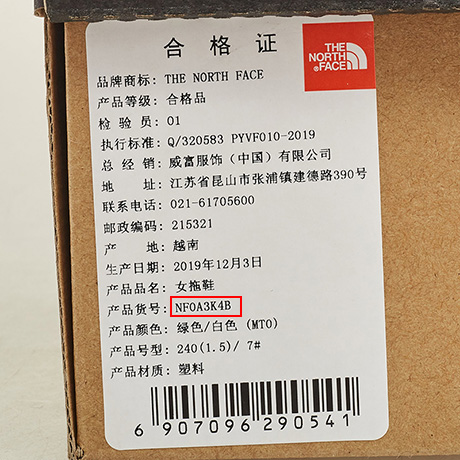 合格证
THE
NORTH
FACE
品牌商标: THE NORTH FACE
产品等级: 合格品
检 验 员: 01
执行标准: Q/320583 PYVF010-2019
总 经 销: 威富服饰（中国）有限公司
地 址: 江苏省昆山市张浦镇建德路390号
联系电话: 021-61705600
邮政编码: 215321
产 地: 越南
生产日期: 2019年12月3日
产品品名: 女拖鞋
产品货号: NF0A3K4B
产品颜色: 绿色/白色 (MT0)
产品号型: 240(1.5)/ 7#
产品材质: 塑料
6 907096 290541